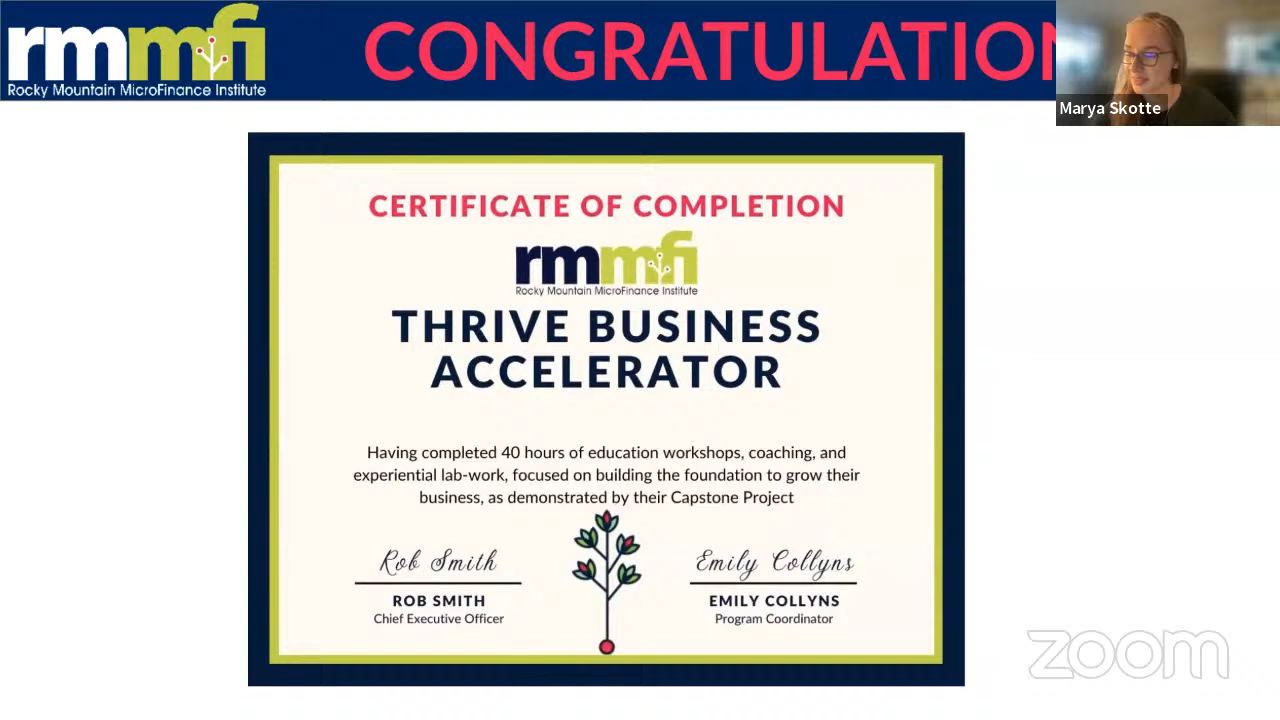 rmmfi
Rocky Mountain MicroFinance Institute
CONGRATULATION
Marya Skotte
CERTIFICATE OF COMPLETION
rmmfi
Rocky Mountain MicroFinance Institute
THRIVE BUSINESS
ACCELERATOR
Having completed 40 hours of education workshops, coaching, and
experiential lab-work, focused on building the foundation to grow their
business, as demonstrated by their Capstone Project
Rob Smith
ROB SMITH
Chief Executive Officer
Emily Collyns
EMILY COLLYNS
Program Coordinator
zoom